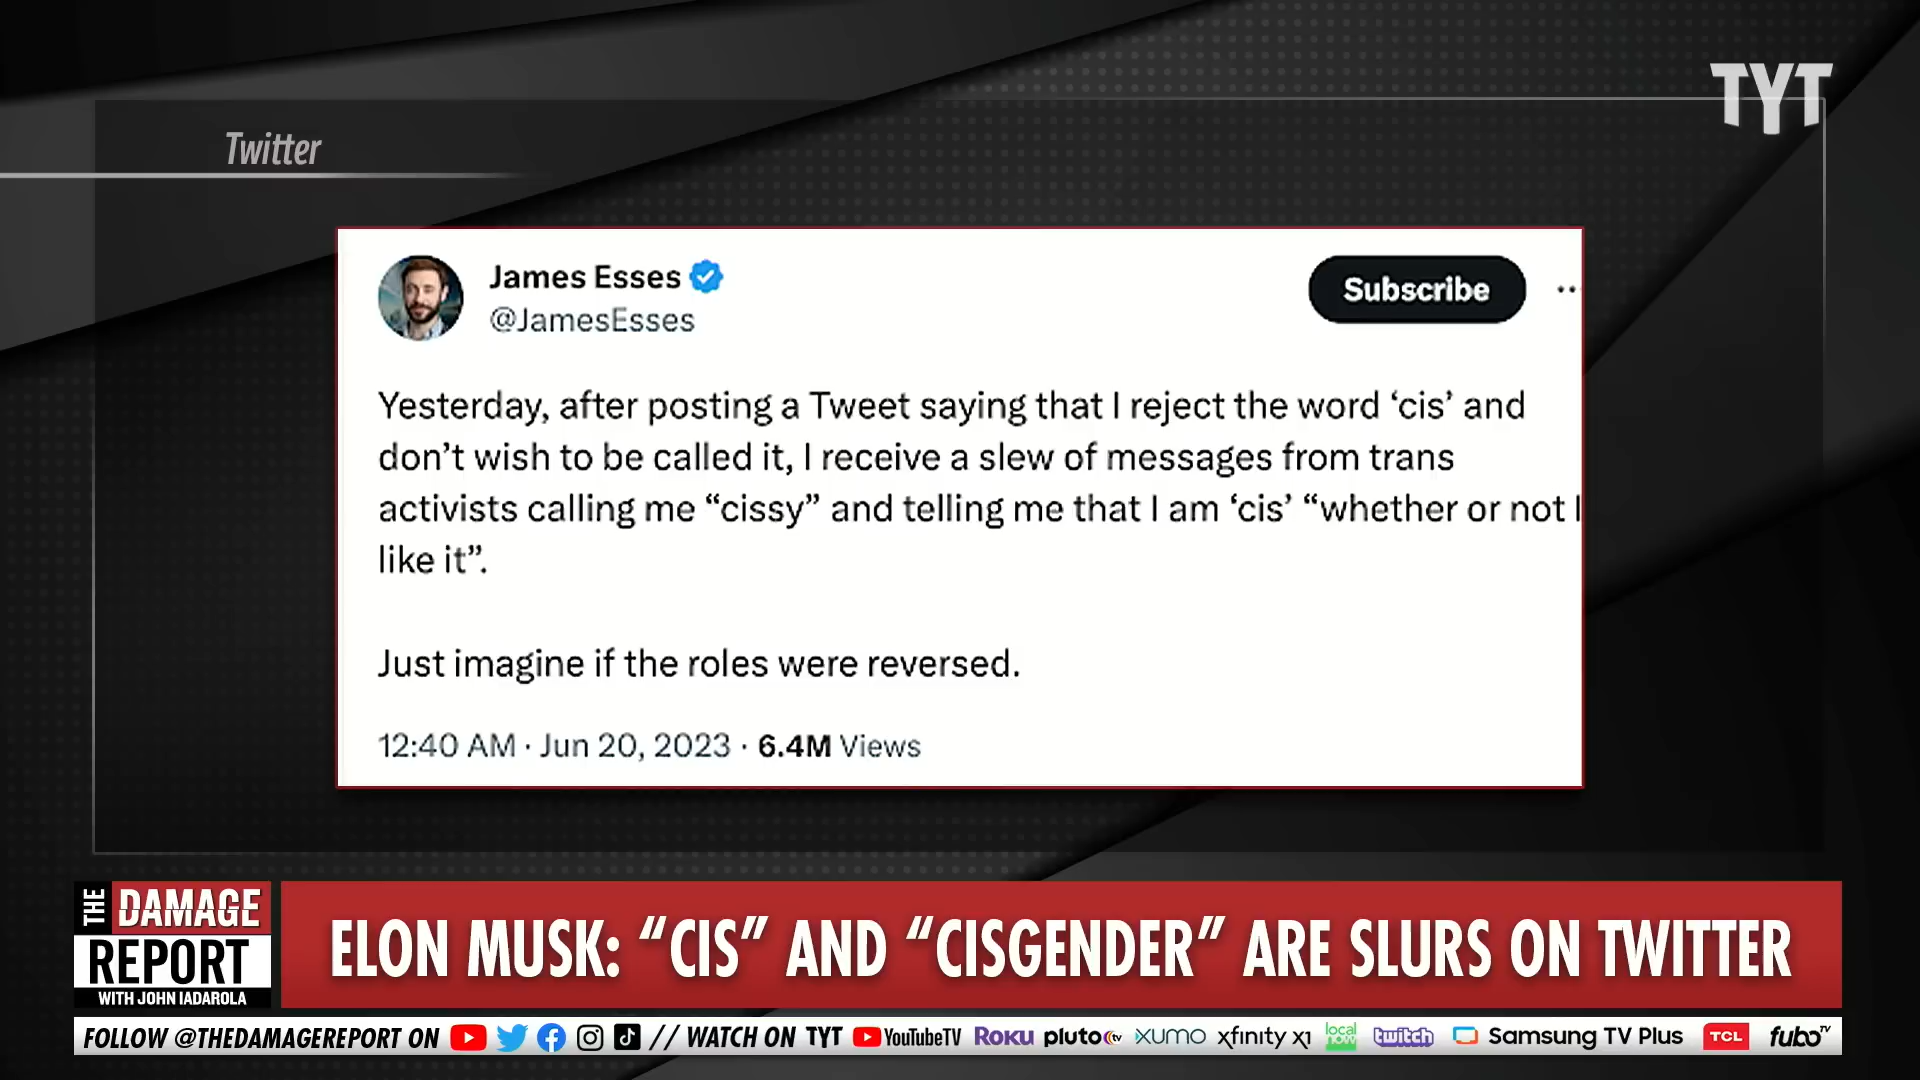 TYT
Twitter
James Esses
@JamesEsses
Subscribe
Yesterday, after posting a Tweet saying that I reject the word ‘cis’ and
don’t wish to be called it, I receive a slew of messages from trans
activists calling me “cissy” and telling me that I am ‘cis’ “whether or not I
like it”.
Just imagine if the roles were reversed.
12:40 AM · Jun 20, 2023 · 6.4M Views
THE DAMAGE
REPORT
WITH JOHN IADAROLA
ELON MUSK: “CIS” AND “CISGENDER” ARE SLURS ON TWITTER
FOLLOW @THEDAMAGEREPORT ON // WATCH ON TYT YouTubeTV ROKU pluto tv XUMO xfinity x1 local now twitch Samsung TV Plus TCL fubo TV